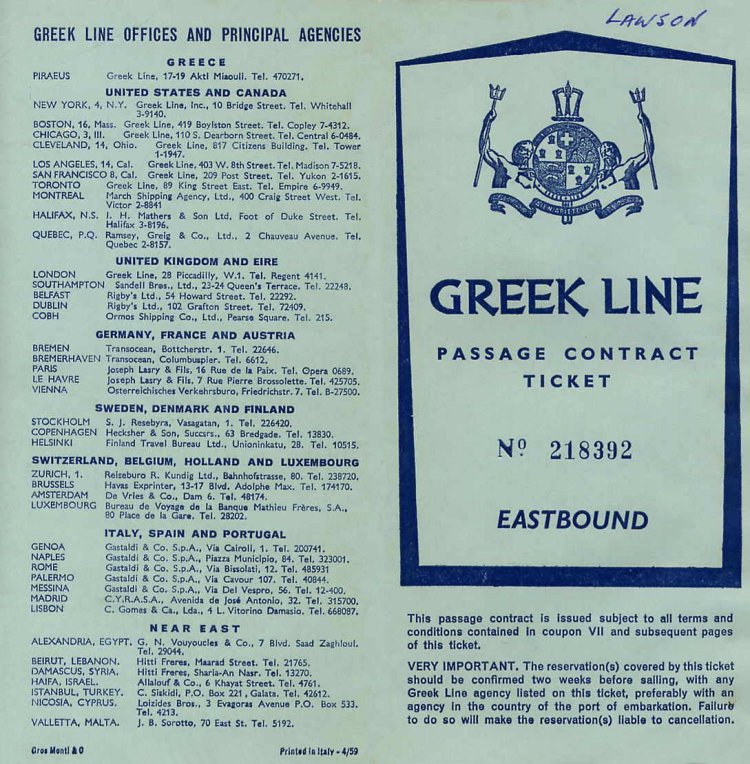 GREEK LINE OFFICES AND PRINCIPAL AGENCIES
GREECE
PIRAEUS Greek Line, 17-19 Akti Miaouli. Tel. 470271.
UNITED STATES AND CANADA
NEW YORK, 4, N.Y. Greek Line, Inc., 10 Bridge Street. Tel. Whitehall
3-9140.
BOSTON, 16, Mass. Greek Line, 419 Boylston Street. Tel. Copley 7-4312.
CHICAGO, 3, Ill. Greek Line, 110 S. Dearborn Street. Tel. Central 6-0484.
CLEVELAND, 14, Ohio. Greek Line, 817 Citizens Building. Tel. Tower
1-1947.
LOS ANGELES, 14, Cal. Greek Line, 403 W. 8th Street. Tel. Madison 7-5218.
SAN FRANCISCO 8, Cal. Greek Line, 209 Post Street. Tel. Yukon 2-1615.
TORONTO Greek Line, 89 King Street East. Tel. Empire 6-9949.
MONTREAL March Shipping Agency, Ltd., 400 Craig Street West. Tel.
Victor 2-8841
HALIFAX, N.S. I. H. Mathers & Son Ltd, Foot of Duke Street. Tel.
Halifax 3-8196.
QUEBEC, P.Q. Ramsey, Greig & Co., Ltd., 2 Chauveau Avenue. Tel.
Quebec 2-8157.
UNITED KINGDOM AND EIRE
LONDON Greek Line, 28 Piccadilly, W.1. Tel. Regent 4141.
SOUTHAMPTON Sandell Bros., Ltd., 23-24 Queen's Terrace. Tel. 22248.
BELFAST Rigby's Ltd., 54 Howard Street. Tel. 22292.
DUBLIN Rigby's Ltd., 102 Grafton Street. Tel. 72409.
COBH Ormos Shipping Co., Ltd., Pearse Square. Tel. 215.
GERMANY, FRANCE AND AUSTRIA
BREMEN Transocean, Bottcherstr. 1. Tel. 22646.
BREMERHAVEN Transocean, Columbuspier. Tel. 6612.
PARIS Joseph Lasry & Fils, 16 Rue de la Paix. Tel. Opera 0689.
LE HAVRE Joseph Lasry & Fils, 7 Rue Pierre Brossolette. Tel. 425705.
VIENNA Osterreichisches Verkehrsburo, Friedrichstr. 7. Tel. B-27500.
SWEDEN, DENMARK AND FINLAND
STOCKHOLM S. J. Resebyra, Vasagatan, 1. Tel. 226420.
COPENHAGEN Hecksher & Son, Succsrs., 63 Bredgade. Tel. 13830.
HELSINKI Finland Travel Bureau Ltd., Unioninkatu, 28. Tel. 10515.
SWITZERLAND, BELGIUM, HOLLAND AND LUXEMBOURG
ZURICH, 1. Reiseburo R. Kundig Ltd., Bahnhofstrasse, 80. Tel. 238720.
BRUSSELS Havas Exprinter, 13-17 Blvd. Adolphe Max. Tel. 174170.
AMSTERDAM De Vries & Co., Dam 6. Tel. 48174.
LUXEMBOURG Bureau de Voyage de la Banque Mathieu Frères, S.A.,
80 Place de la Gare. Tel. 28202.
ITALY, SPAIN AND PORTUGAL
GENOA Gastaldi & Co. S.p.A., Via Cairoli, 1. Tel. 200741.
NAPLES Gastaldi & Co. S.p.A., Piazza Municipio, 84. Tel. 323001.
ROME Gastaldi & Co. S.p.A., Via Bissolati, 12. Tel. 485931
PALERMO Gastaldi & Co. S.p.A., Via Cavour 107. Tel. 40844.
MESSINA Gastaldi & Co. S.p.A., Via Del Vespro, 56. Tel. 12-400.
MADRID C.Y.R.A.S.A., Avenida de José Antonio, 32. Tel. 315700.
LISBON C. Gomes & Ca., Lda., 4 L. Vitorino Damasio. Tel. 668087.
NEAR EAST
ALEXANDRIA, EGYPT. G. N. Vouyoucles & Co., 7 Blvd. Saad Zaghloul.
Tel. 29044.
BEIRUT, LEBANON. Hitti Freres, Maarad Street. Tel. 21765.
DAMASCUS, SYRIA. Hitti Freres, Sharia-An Nasr. Tel. 13270.
HAIFA, ISRAEL. Allalouf & Co., 6 Khayat Street. Tel. 4761.
ISTANBUL, TURKEY. C. Siskidi, P.O. Box 221, Galata. Tel. 42612.
NICOSIA, CYPRUS. Loizides Bros., 3 Evagoras Avenue P.O. Box 533.
Tel. 4213.
VALLETTA, MALTA. J. B. Sorotto, 70 East St. Tel. 5192.
Gros Monti & C
Printed in Italy - 4/59
LAWSON
ΑΙΕΝ ΑΡΙΣΤΕΥΕΙΝ
GREEK LINE
PASSAGE CONTRACT
TICKET
Nº 218392
EASTBOUND
This passage contract is issued subject to all terms and
conditions contained in coupon VII and subsequent pages
of this ticket.
VERY IMPORTANT. The reservation(s) covered by this ticket
should be confirmed two weeks before sailing, with any
Greek Line agency listed on this ticket, preferably with an
agency in the country of the port of embarkation. Failure
to do so will make the reservation(s) liable to cancellation.